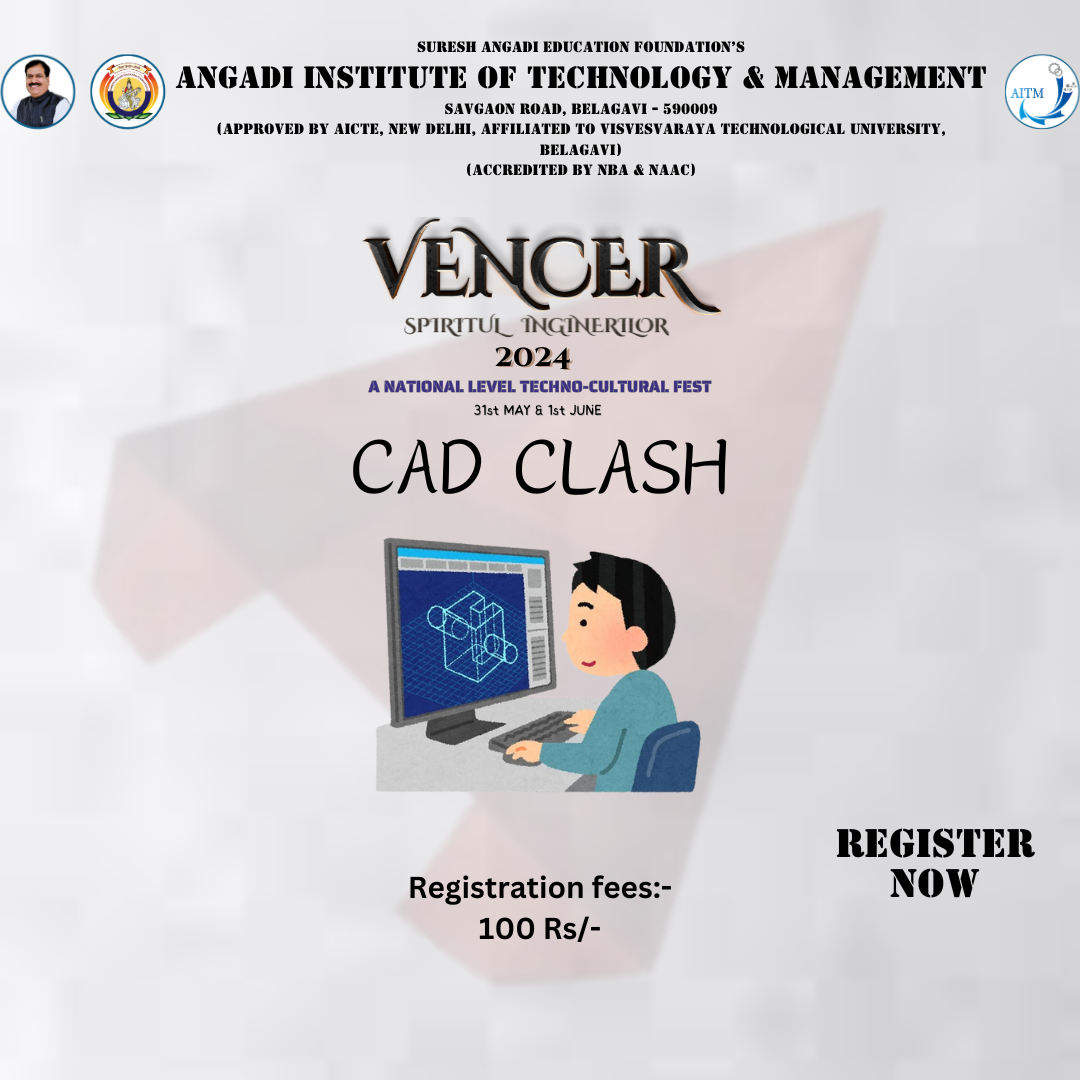 SURESH ANGADI EDUCATION FOUNDATION'S
ANGADI INSTITUTE OF TECHNOLOGY & MANAGEMENT
SAVGAON ROAD, BELAGAVI - 590009
(APPROVED BY AICTE, NEW DELHI, AFFILIATED TO VISVESVARAYA TECHNOLOGICAL UNIVERSITY,
BELAGAVI)
(ACCREDITED BY NBA & NAAC)
AITM
VENCER
SPIRITUL INGINERILOR
2024
A NATIONAL LEVEL TECHNO-CULTURAL FEST
31st MAY & 1st JUNE
CAD CLASH
REGISTER
NOW
Registration fees:-
100 Rs/-